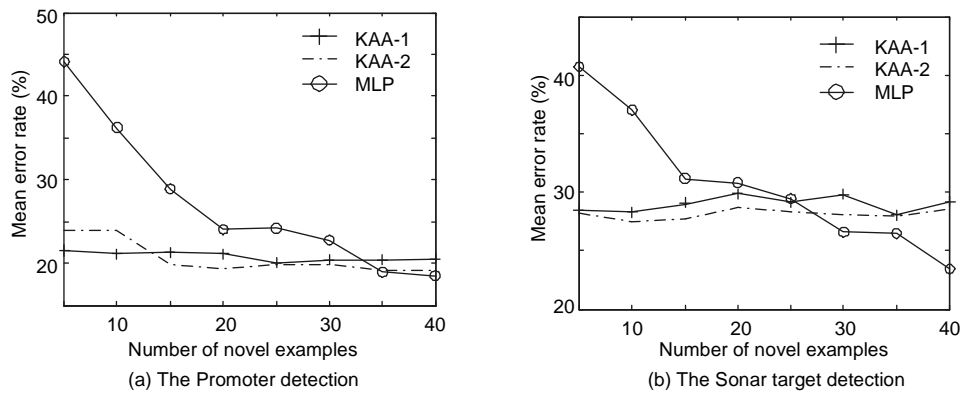 50
40
30
20
Mean error rate (%)
KAA-1
KAA-2
MLP
10 20 30 40
Number of novel examples
(a) The Promoter detection
40
30
20
Mean error rate (%)
KAA-1
KAA-2
MLP
10 20 30 40
Number of novel examples
(b) The Sonar target detection